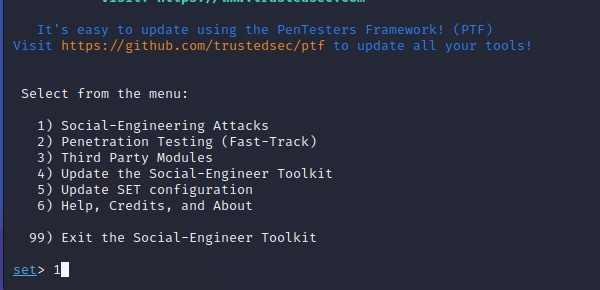 It's easy to update using the PenTesters Framework! (PTF)
Visit https://github.com/trustedsec/ptf to update all your tools!
Select from the menu:
1) Social-Engineering Attacks
2) Penetration Testing (Fast-Track)
3) Third Party Modules
4) Update the Social-Engineer Toolkit
5) Update SET configuration
6) Help, Credits, and About
99) Exit the Social-Engineer Toolkit
set> 1